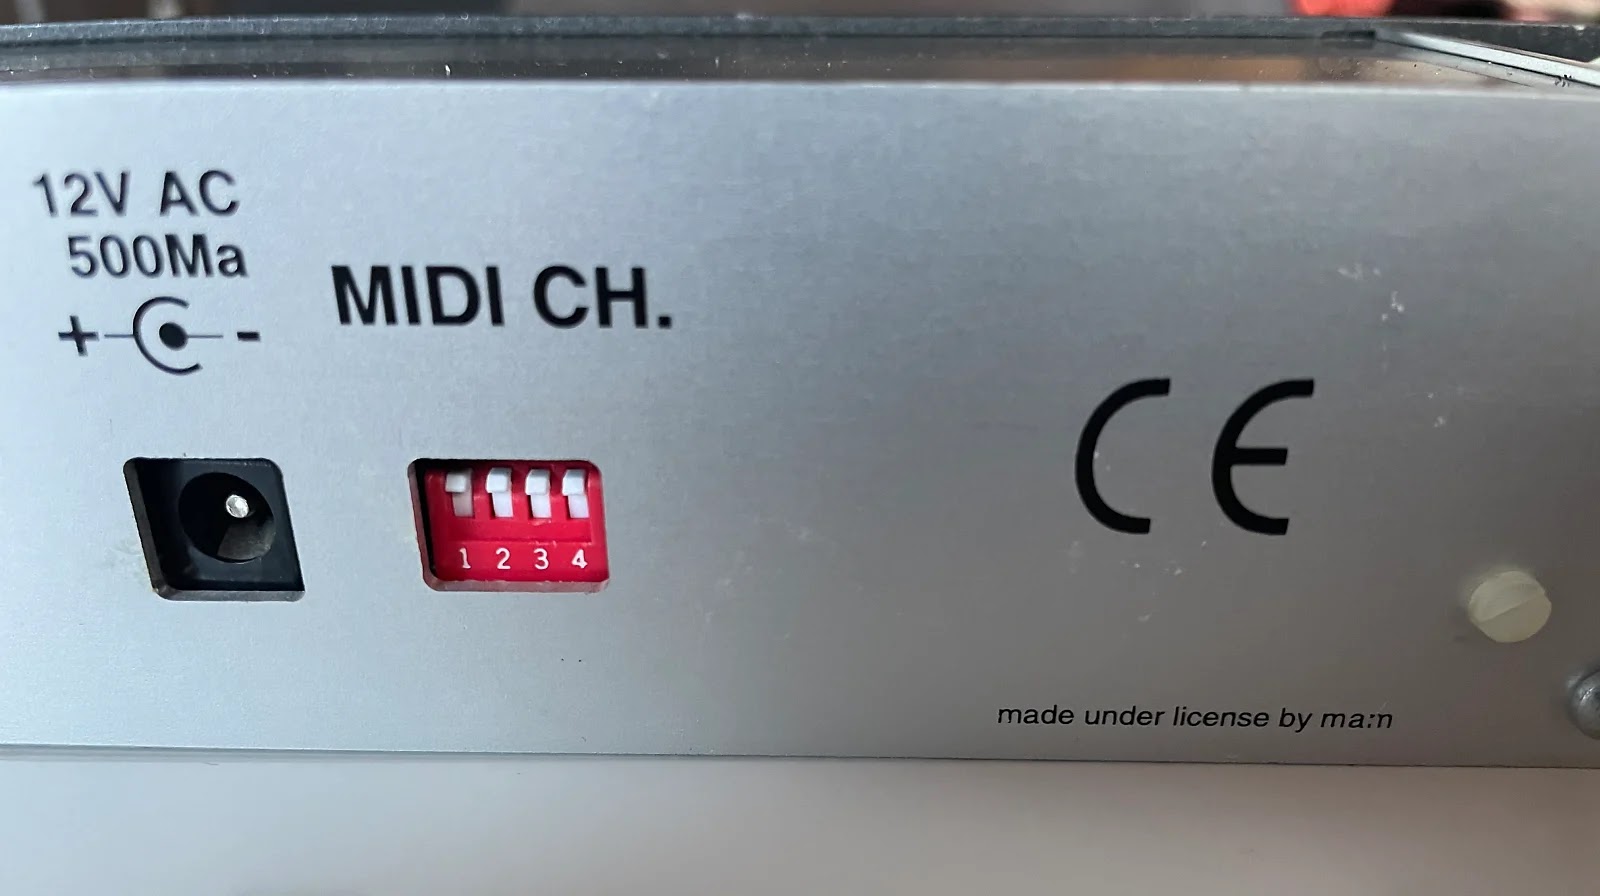 12V AC
500Ma
+ -
MIDI CH.
1 2 3 4
CE
made under license by ma:n